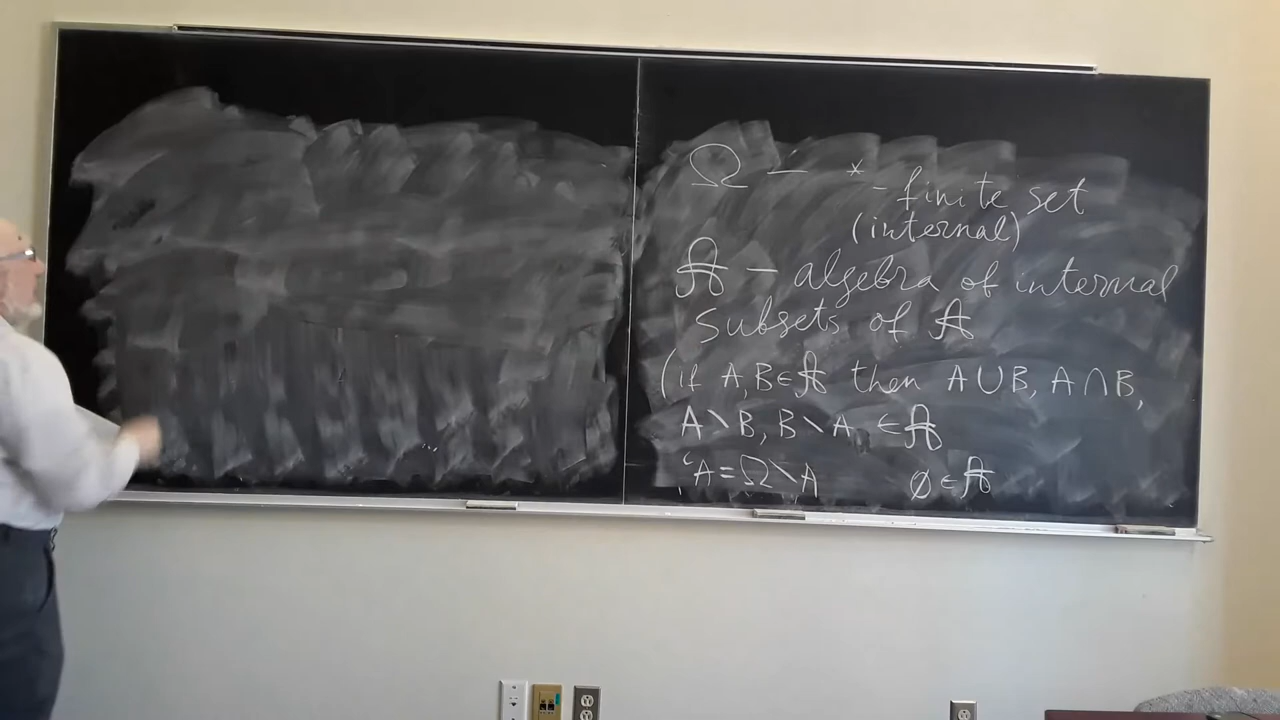 Ω — *-finite set
(internal)
𝒜 — algebra of internal
subsets of 𝒜
(if A, B ∈ 𝒜 then A ∪ B, A ∩ B,
A \ B, B \ A ∈ 𝒜
ᶜA = Ω \ A ∅ ∈ 𝒜